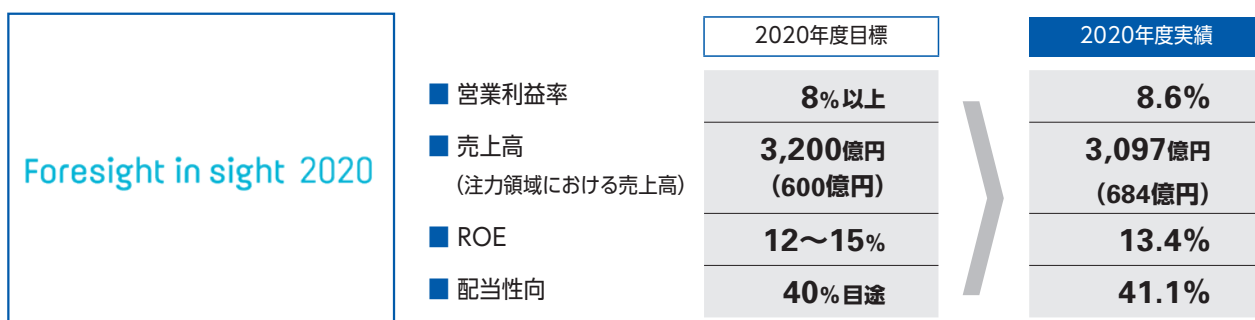 Foresight in sight 2020
2020年度目標
2020年度実績
■ 営業利益率
8%以上
8.6%
■ 売上高
(注力領域における売上高)
3,200億円
(600億円)
3,097億円
(684億円)
■ ROE
12〜15%
13.4%
■ 配当性向
40%目途
41.1%